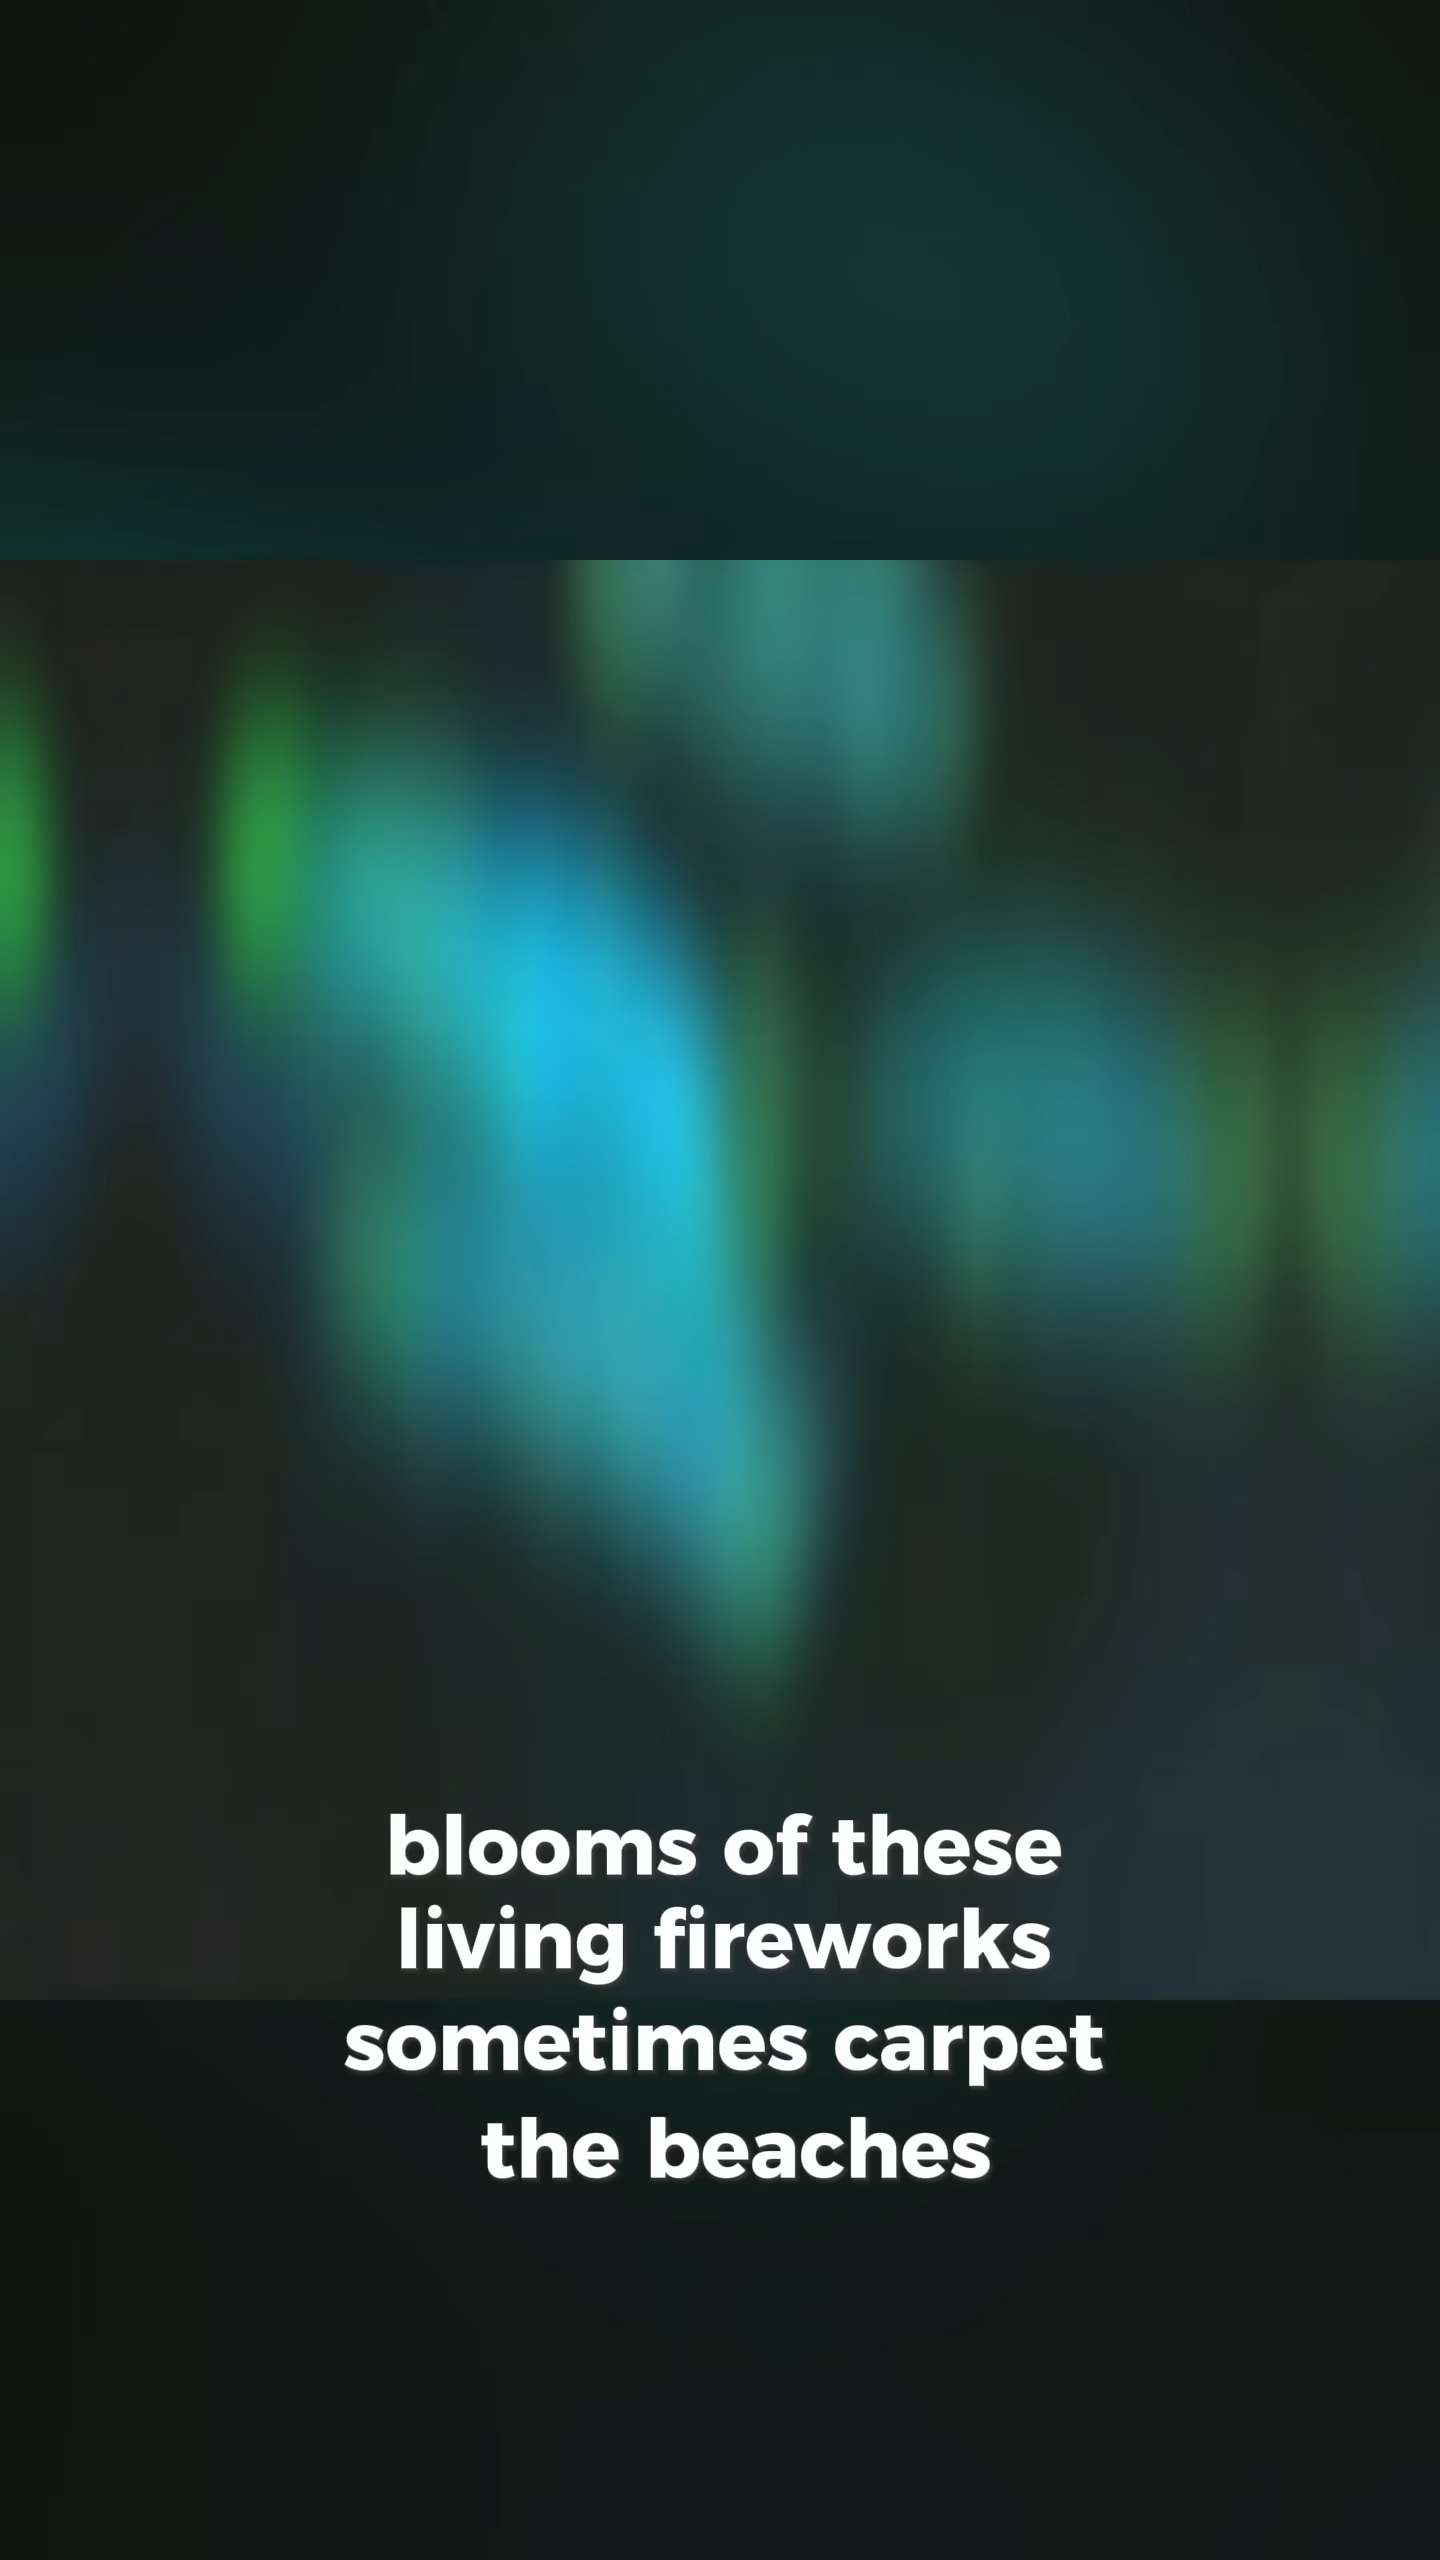 blooms of these
living fireworks
sometimes carpet
the beaches